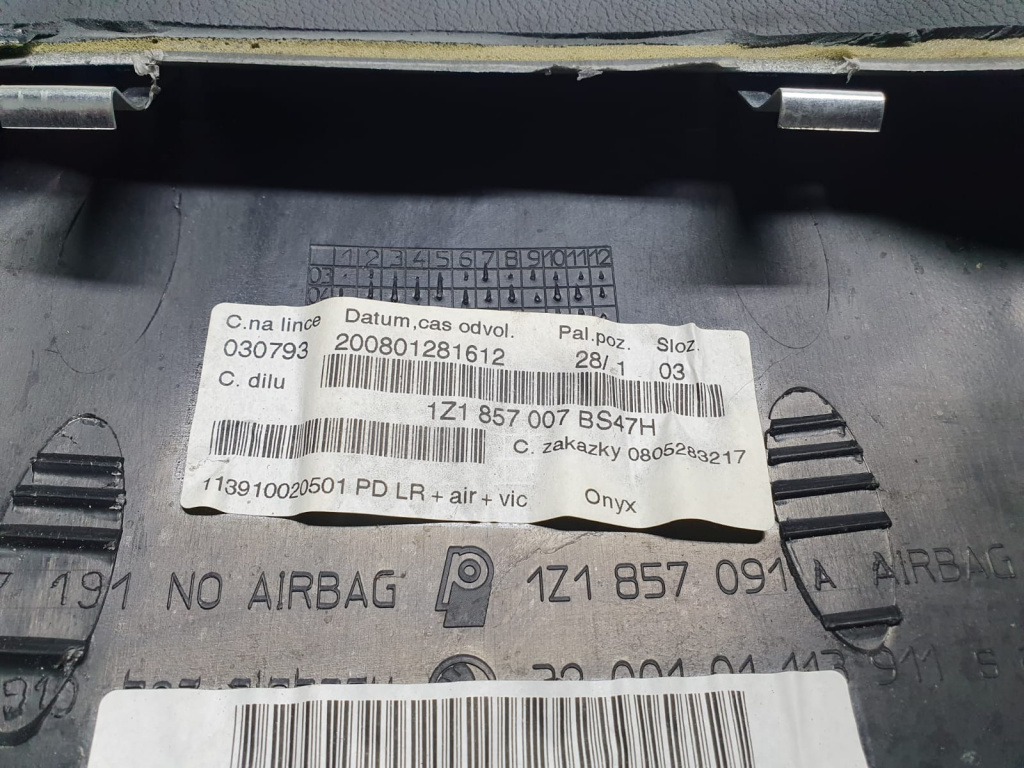 1 2 3 4 5 6 7 8 9 10 11 12
03
04
C.na lince Datum,cas odvol. Pal.poz. Sloz.
030793 200801281612 28/ 1 03
C. dilu
1Z1 857 007 BS47H
C. zakazky 0805283217
113910020501 PD LR + air + vic Onyx
191 NO AIRBAG 1Z1 857 091 A AIRBAG